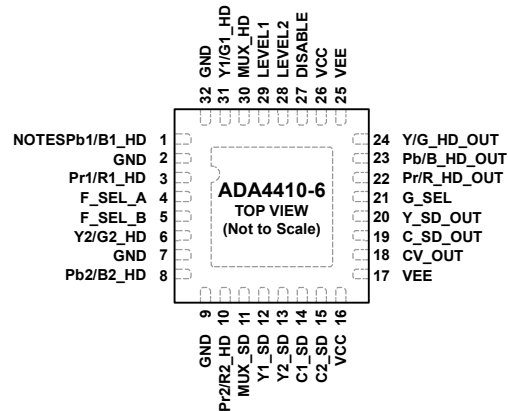 32 GND
31 Y1/G1_HD
30 MUX_HD
29 LEVEL1
28 LEVEL2
27 DISABLE
26 VCC
25 VEE
NOTESPb1/B1_HD 1
GND 2
Pr1/R1_HD 3
F_SEL_A 4
F_SEL_B 5
Y2/G2_HD 6
GND 7
Pb2/B2_HD 8
ADA4410-6
TOP VIEW
(Not to Scale)
24 Y/G_HD_OUT
23 Pb/B_HD_OUT
22 Pr/R_HD_OUT
21 G_SEL
20 Y_SD_OUT
19 C_SD_OUT
18 CV_OUT
17 VEE
GND 9
Pr2/R2_HD 10
MUX_SD 11
Y1_SD 12
Y2_SD 13
C1_SD 14
C2_SD 15
VCC 16